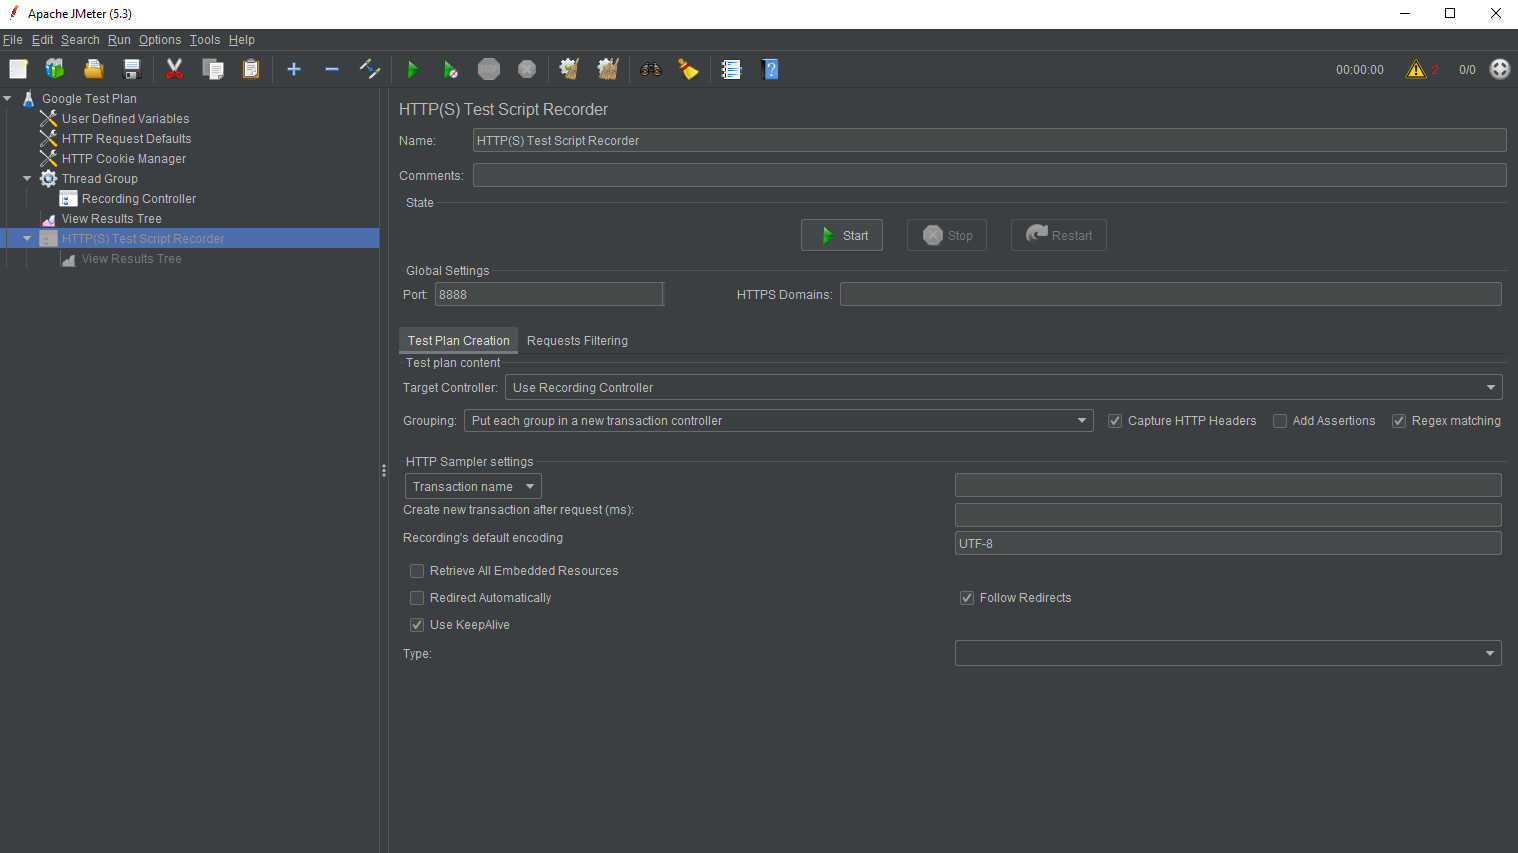 Apache JMeter (5.3)
File Edit Search Run Options Tools Help
STOP
00:00:00 2 0/0
Google Test Plan
User Defined Variables
HTTP Request Defaults
HTTP Cookie Manager
Thread Group
Recording Controller
View Results Tree
HTTP(S) Test Script Recorder
View Results Tree
HTTP(S) Test Script Recorder
Name: HTTP(S) Test Script Recorder
Comments:
State
Start Stop Restart
Global Settings
Port: 8888 HTTPS Domains:
Test Plan Creation Requests Filtering
Test plan content
Target Controller: Use Recording Controller
Grouping: Put each group in a new transaction controller Capture HTTP Headers Add Assertions Regex matching
HTTP Sampler settings
Transaction name
Create new transaction after request (ms):
Recording's default encoding UTF-8
Retrieve All Embedded Resources
Redirect Automatically Follow Redirects
Use KeepAlive
Type: